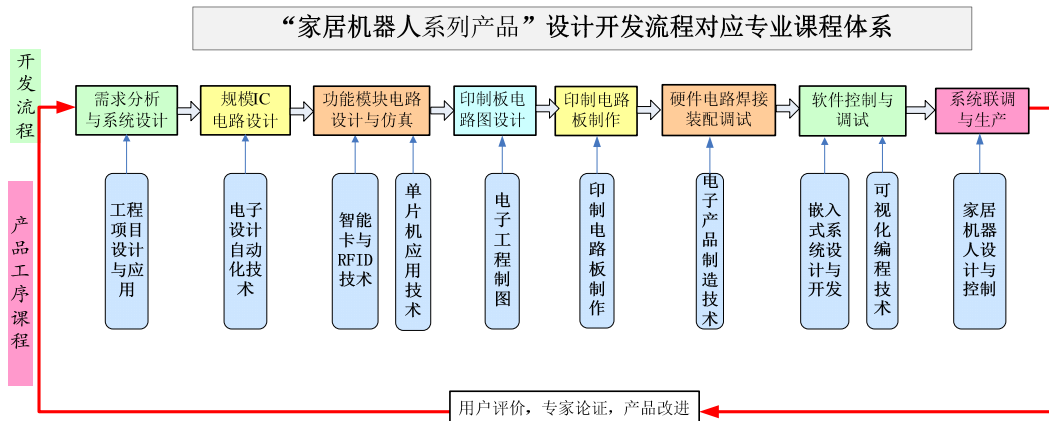 “家居机器人系列产品”设计开发流程对应专业课程体系
开发流程
需求分析
与系统设计
规模IC
电路设计
功能模块电路
设计与仿真
印制板电
路图设计
印制电路
板制作
硬件电路焊接
装配调试
软件控制与
调试
系统联调
与生产
产品工序课程
工程
项目
设计
与应
用
电子
设计
自动
化技
术
智能
卡与
RFID
技术
单片机应用技术
电子工程制图
印制电路板制作
电子产品制造技术
嵌入
式系
统设
计与
开发
可视化编程技术
家居
机器
人设
计与
控制
用户评价，专家论证，产品改进